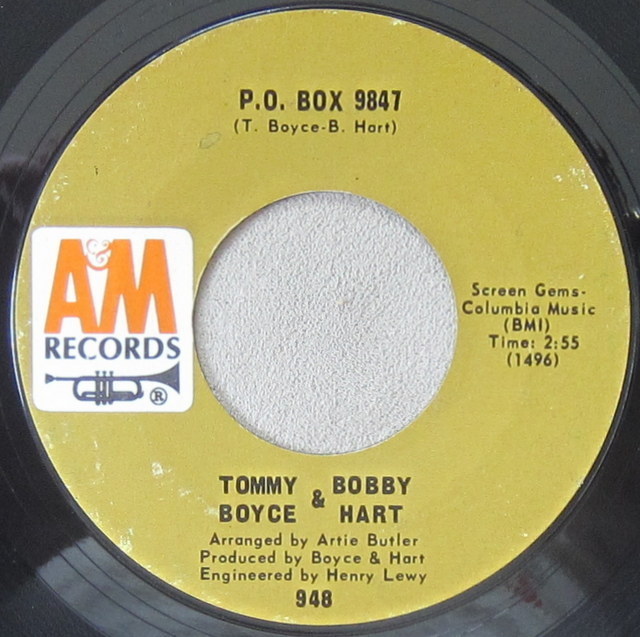 P.O. BOX 9847
(T. Boyce-B. Hart)
A&M
RECORDS
®
Screen Gems-
Columbia Music
(BMI)
Time: 2:55
(1496)
TOMMY BOYCE & BOBBY HART
Arranged by Artie Butler
Produced by Boyce & Hart
Engineered by Henry Lewy
948